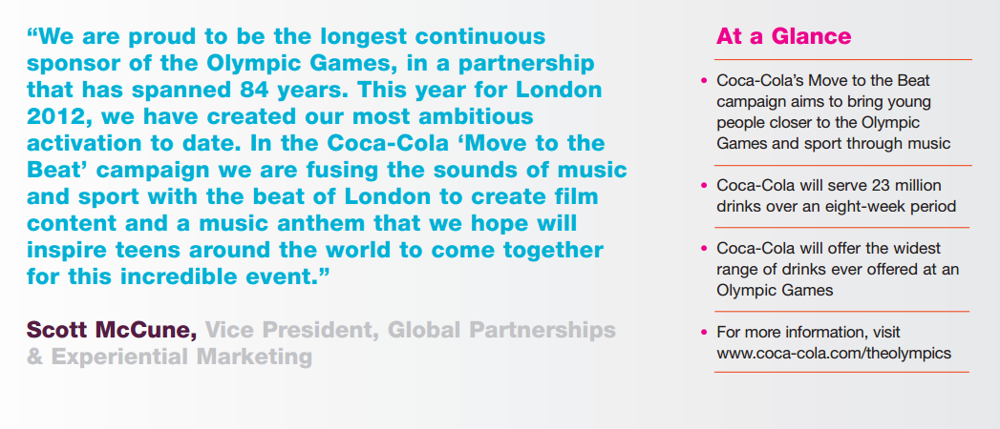 “We are proud to be the longest continuous
sponsor of the Olympic Games, in a partnership
that has spanned 84 years. This year for London
2012, we have created our most ambitious
activation to date. In the Coca-Cola ‘Move to the
Beat’ campaign we are fusing the sounds of music
and sport with the beat of London to create film
content and a music anthem that we hope will
inspire teens around the world to come together
for this incredible event.”
Scott McCune, Vice President, Global Partnerships
& Experiential Marketing
At a Glance
• Coca-Cola’s Move to the Beat
campaign aims to bring young
people closer to the Olympic
Games and sport through music
• Coca-Cola will serve 23 million
drinks over an eight-week period
• Coca-Cola will offer the widest
range of drinks ever offered at an
Olympic Games
• For more information, visit
www.coca-cola.com/theolympics